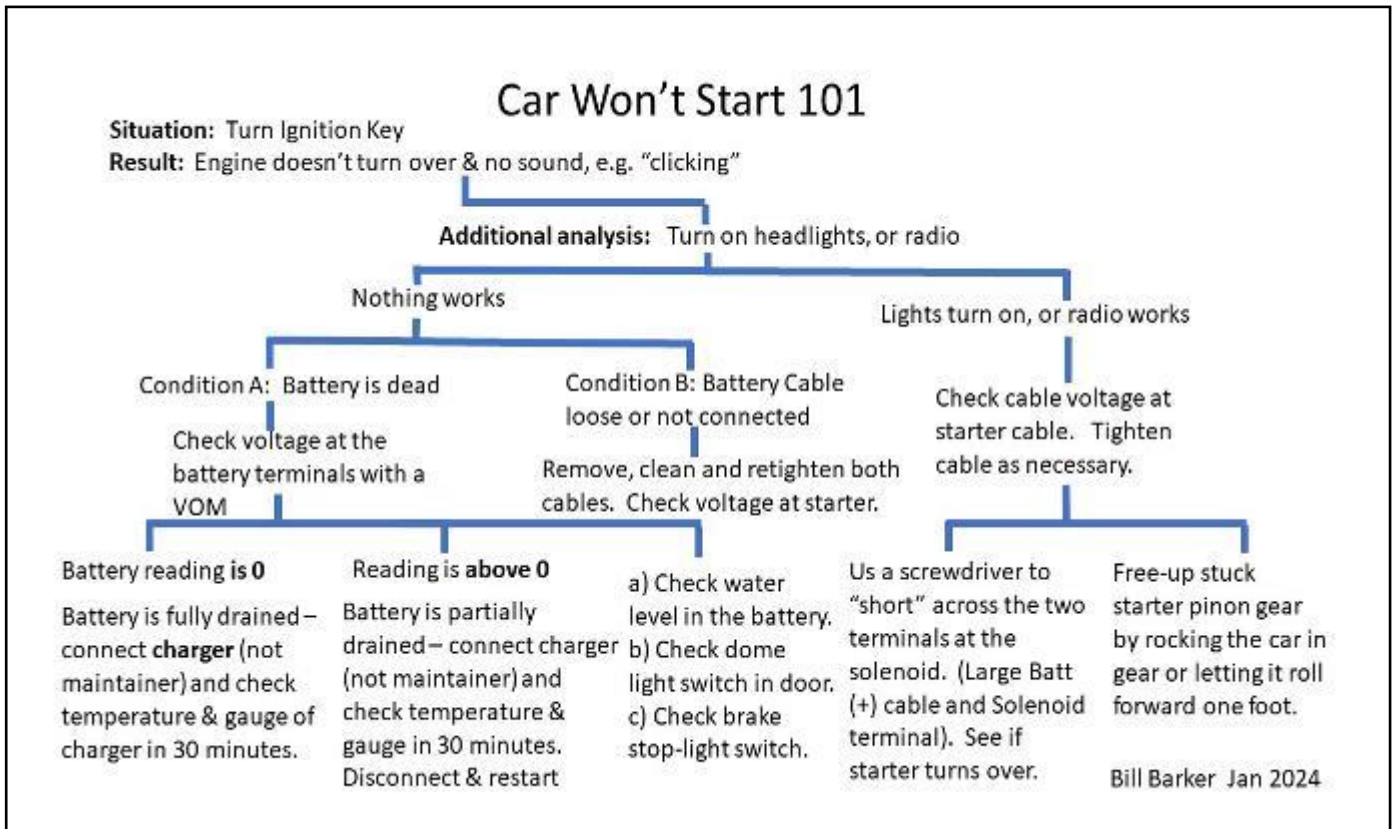 Car Won't Start 101
Situation: Turn Ignition Key
Result: Engine doesn't turn over & no sound, e.g. "clicking"
Additional analysis: Turn on headlights, or radio
Nothing works
Lights turn on, or radio works
Condition A: Battery is dead
Condition B: Battery Cable
loose or not connected
Check cable voltage at
starter cable. Tighten
cable as necessary.
Check voltage at the
battery terminals with a
VOM
Remove, clean and retighten both
cables. Check voltage at starter.
Battery reading is 0
Battery is fully drained –
connect charger (not
maintainer) and check
temperature & gauge of
charger in 30 minutes.
Reading is above 0
Battery is partially
drained – connect charger
(not maintainer) and
check temperature &
gauge in 30 minutes.
Disconnect & restart
a) Check water
level in the battery.
b) Check dome
light switch in door.
c) Check brake
stop-light switch.
Us a screwdriver to
"short" across the two
terminals at the
solenoid. (Large Batt
(+) cable and Solenoid
terminal). See if
starter turns over.
Free-up stuck
starter pinon gear
by rocking the car in
gear or letting it roll
forward one foot.
Bill Barker Jan 2024